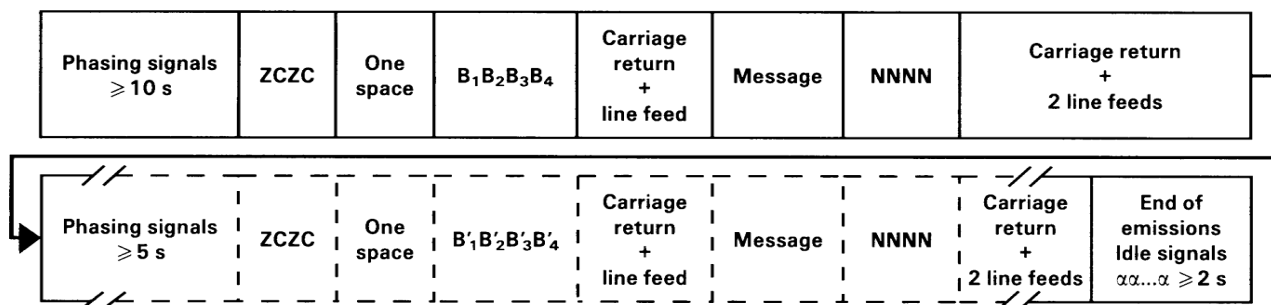 Phasing signals
⩾ 10 s
ZCZC
One
space
B₁B₂B₃B₄
Carriage
return
+
line feed
Message
NNNN
Carriage return
+
2 line feeds
Phasing signals
⩾ 5 s
ZCZC
One
space
B′₁B′₂B′₃B′₄
Carriage
return
+
line feed
Message
NNNN
Carriage
return
+
2 line feeds
End of
emissions
Idle signals
αα...α ⩾ 2 s